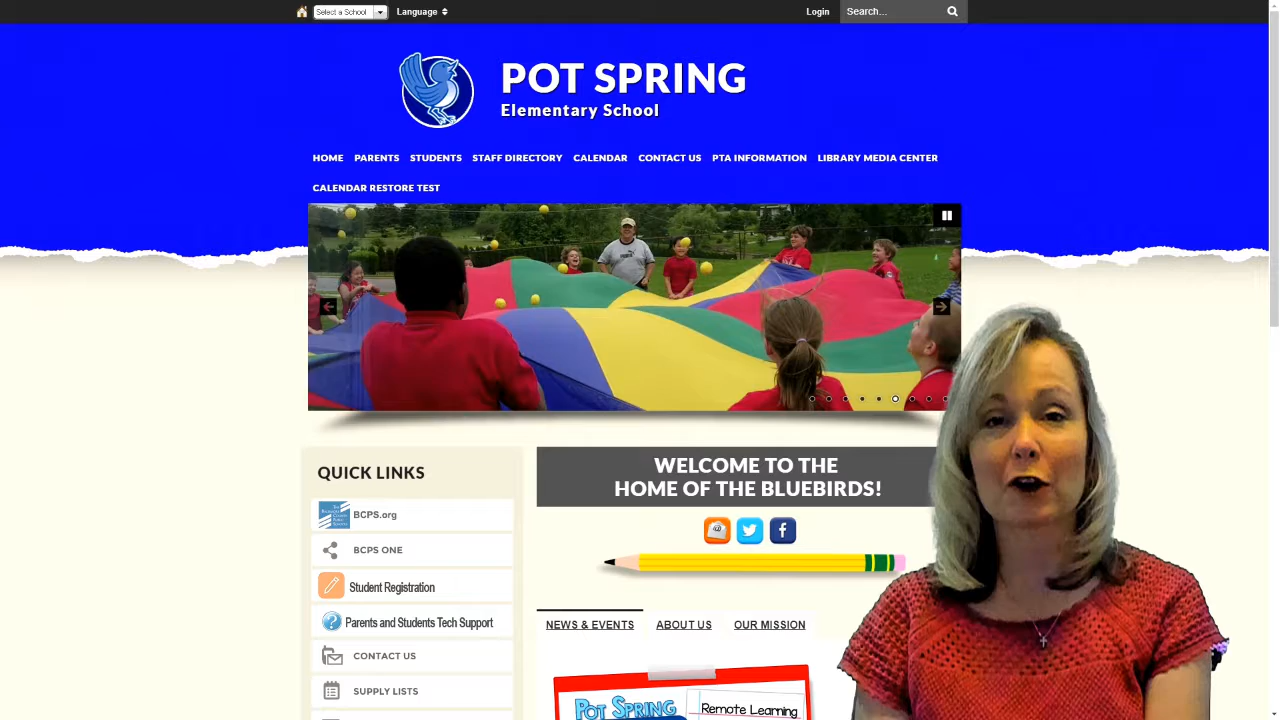 Select a School
Language
Login
Search...
POT SPRING
Elementary School
HOME PARENTS STUDENTS STAFF DIRECTORY CALENDAR CONTACT US PTA INFORMATION LIBRARY MEDIA CENTER
CALENDAR RESTORE TEST
QUICK LINKS
BCPS.org
BCPS ONE
Student Registration
Parents and Students Tech Support
CONTACT US
SUPPLY LISTS
WELCOME TO THE
HOME OF THE BLUEBIRDS!
NEWS & EVENTS ABOUT US OUR MISSION
POT SPRING
Remote Learning